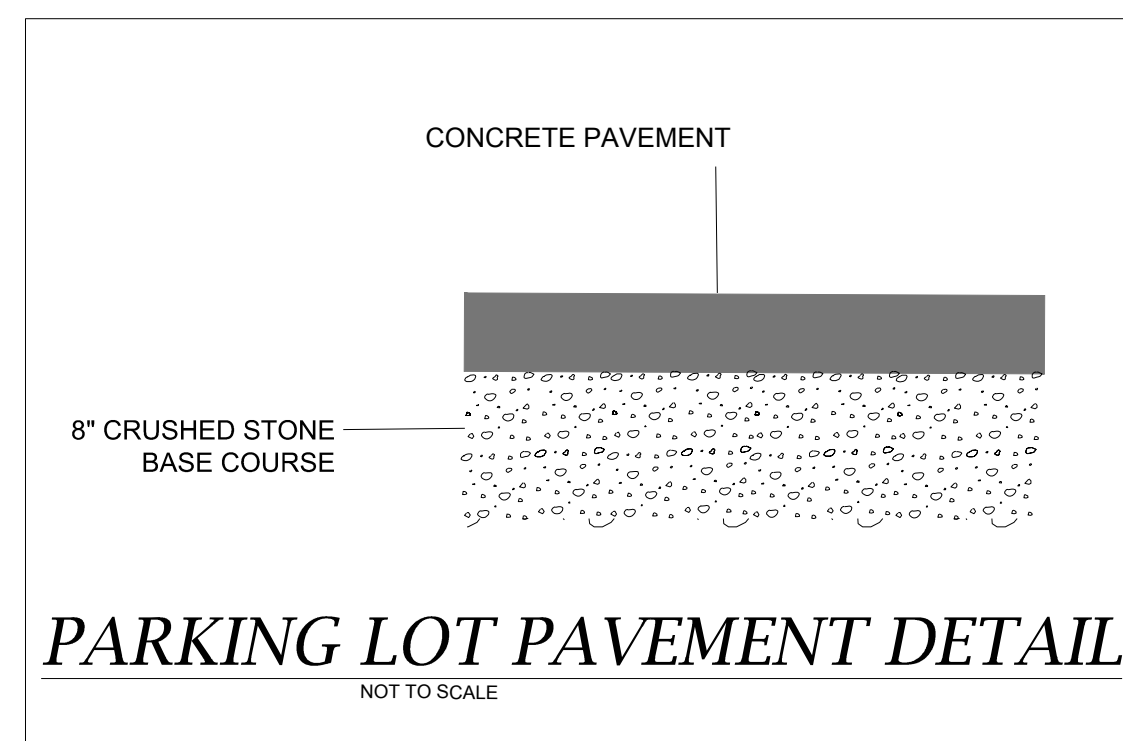 CONCRETE PAVEMENT
8" CRUSHED STONE
BASE COURSE
PARKING LOT PAVEMENT DETAIL
NOT TO SCALE